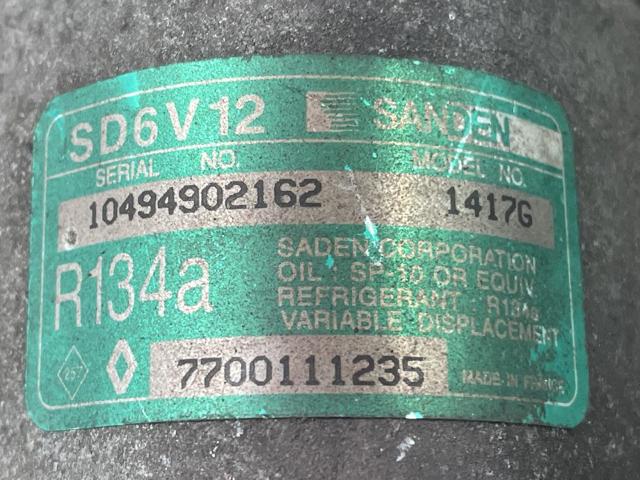 SD6V12 SANDEN
SERIAL NO. MODEL NO.
10494902162 1417G
R134a
SADEN CORPORATION
OIL : SP-10 OR EQUIV.
REFRIGERANT : R134a
VARIABLE DISPLACEMENT
257
7700111235
MADE IN FRANCE